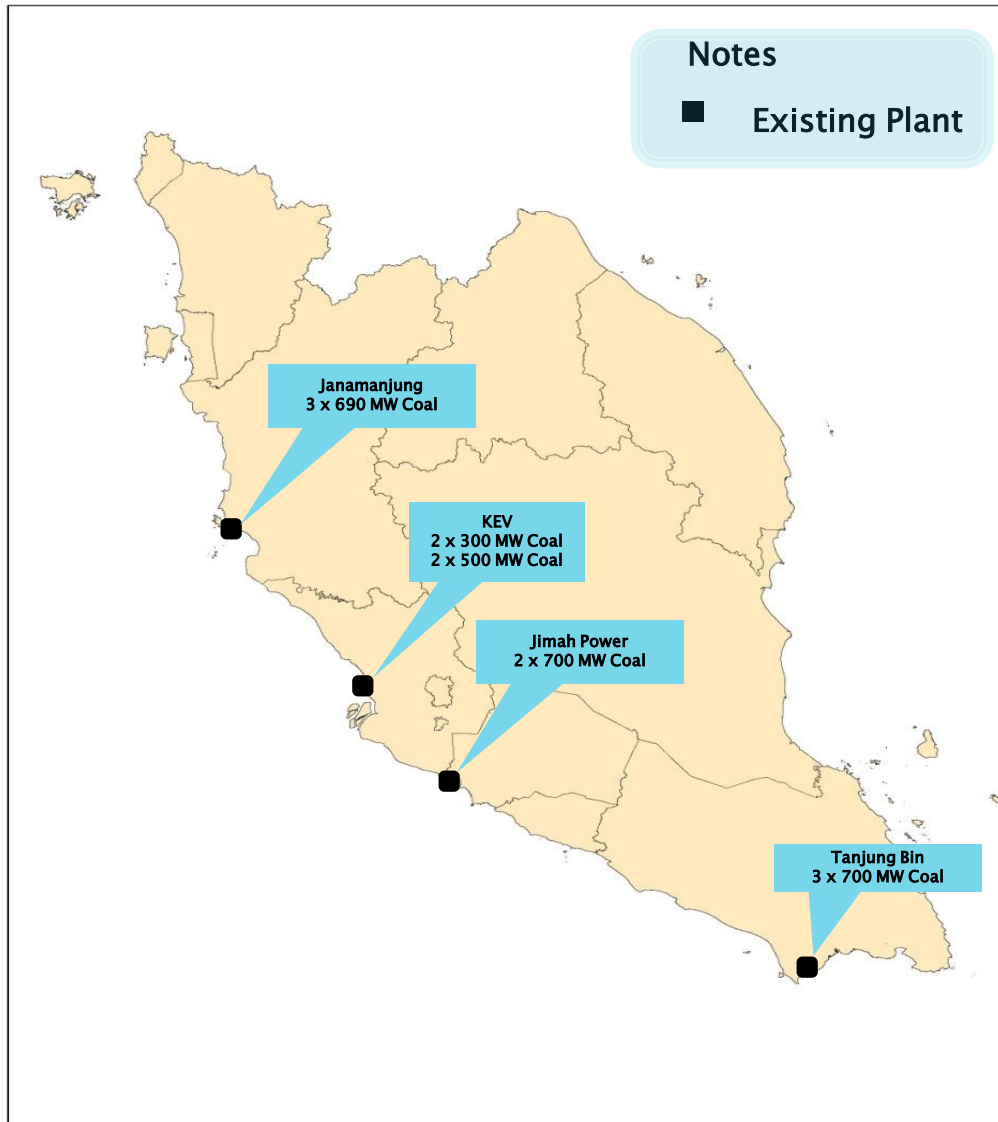 Notes
Existing Plant
Janamanjung
3 x 690 MW Coal
KEV
2 x 300 MW Coal
2 x 500 MW Coal
Jimah Power
2 x 700 MW Coal
Tanjung Bin
3 x 700 MW Coal